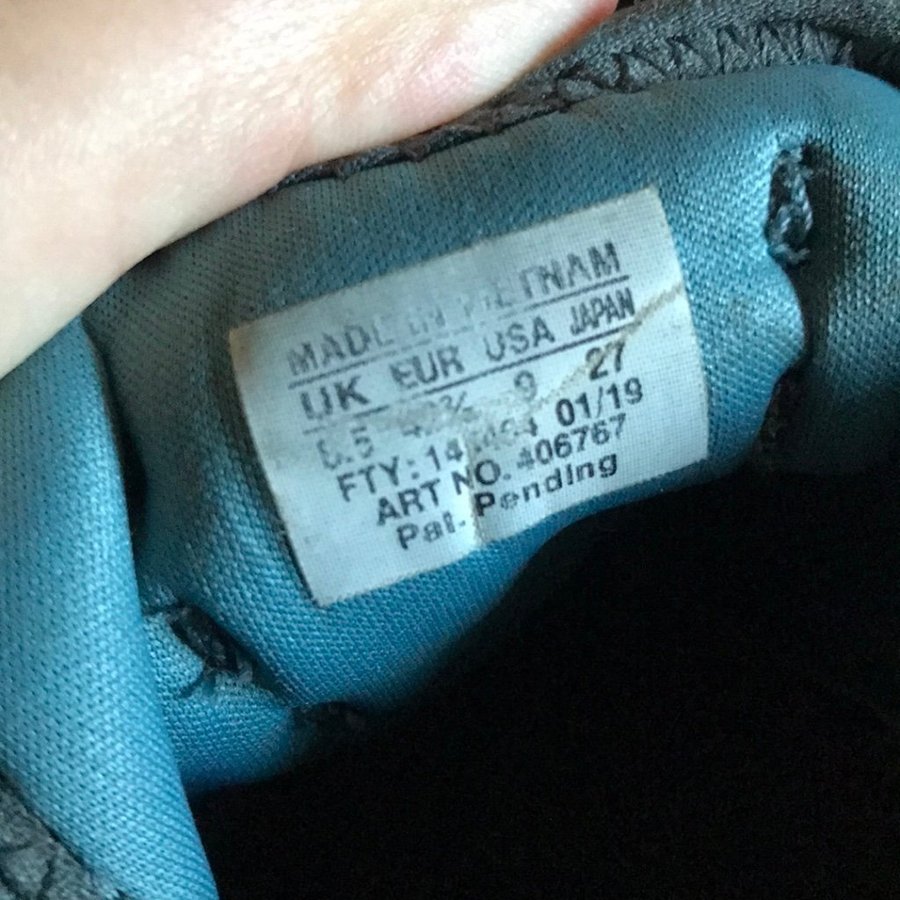 MADE IN VIETNAM
UK EUR USA JAPAN
9 27
FTY: 01/19
ART NO. 406767
Pat. Pending